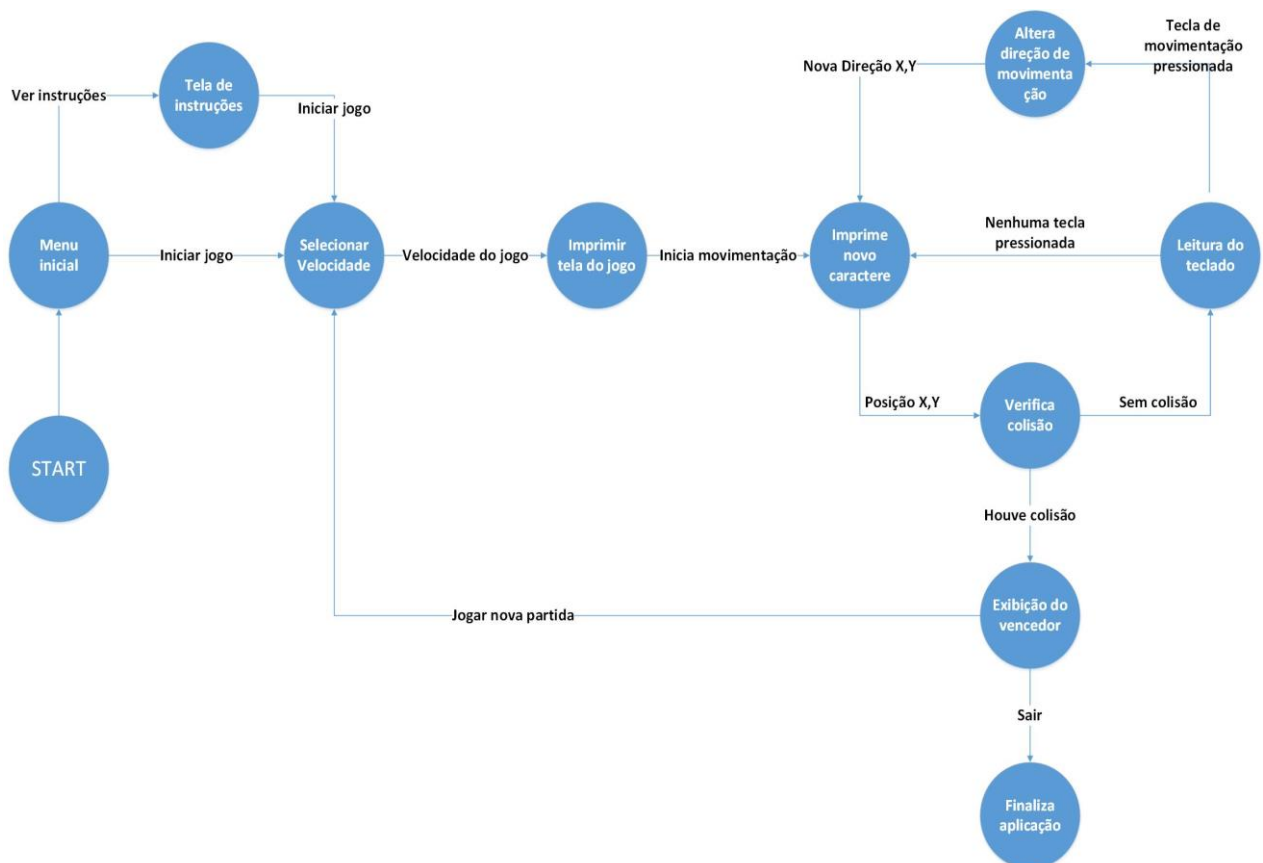 Ver instruções
Tela de
instruções
Iniciar jogo
Nova Direção X,Y
Altera
direção de
movimenta
ção
Tecla de
movimentação
pressionada
Menu
inicial
Iniciar jogo
Selecionar
Velocidade
Velocidade do jogo
Imprimir
tela do jogo
Inicia movimentação
Imprime
novo
caractere
Nenhuma tecla
pressionada
Leitura do
teclado
START
Posição X,Y
Verifica
colisão
Sem colisão
Houve colisão
Jogar nova partida
Exibição do
vencedor
Sair
Finaliza
aplicação